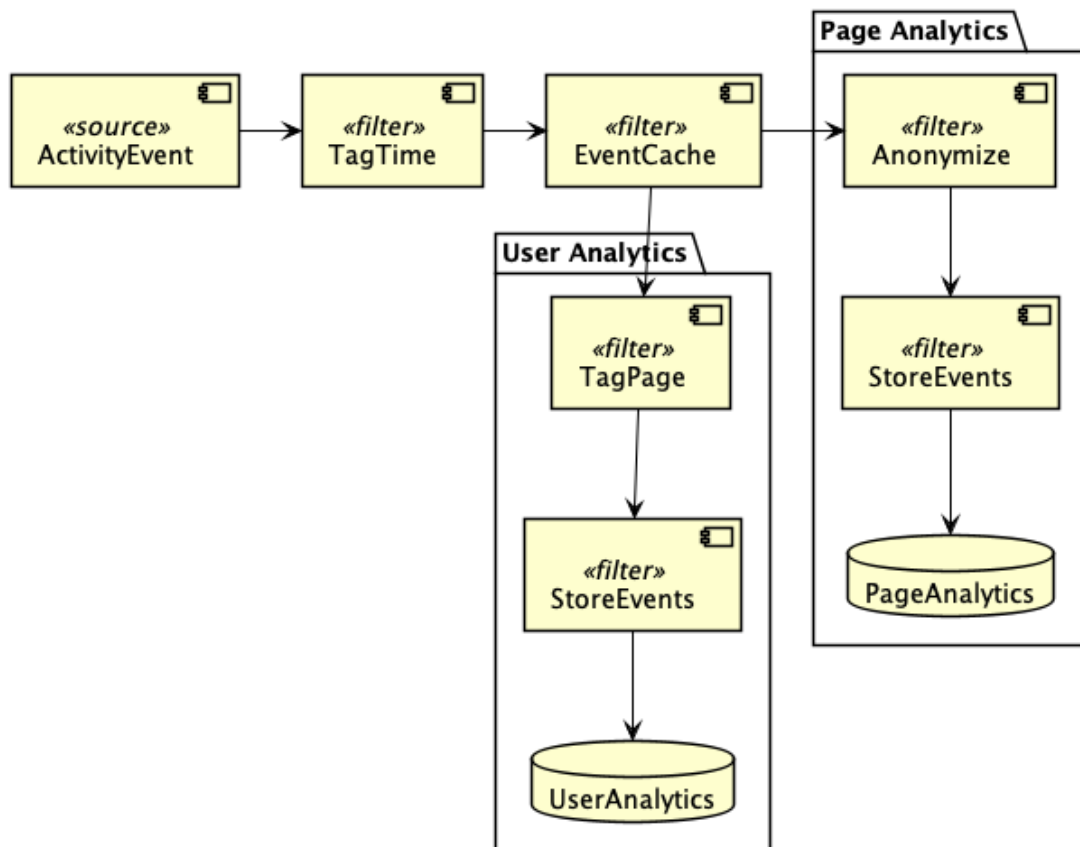 Page Analytics
«source»
ActivityEvent
«filter»
TagTime
«filter»
EventCache
«filter»
Anonymize
User Analytics
«filter»
TagPage
«filter»
StoreEvents
«filter»
StoreEvents
PageAnalytics
UserAnalytics